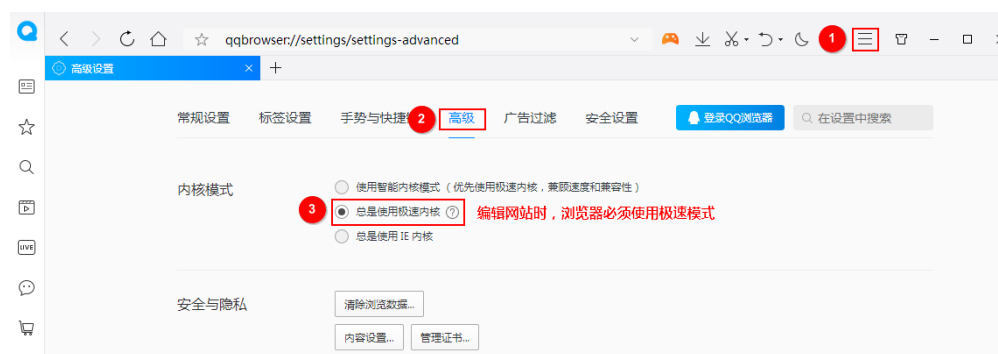 qqbrowser://settings/settings-advanced
1
高级设置
常规设置 标签设置 手势与快捷 2 高级 广告过滤 安全设置 登录QQ浏览器 在设置中搜索
内核模式
使用智能内核模式（优先使用极速内核，兼顾速度和兼容性）
3 总是使用极速内核 ? 编辑网站时，浏览器必须使用极速模式
总是使用 IE 内核
LIVE
安全与隐私 清除浏览数据...
内容设置... 管理证书...